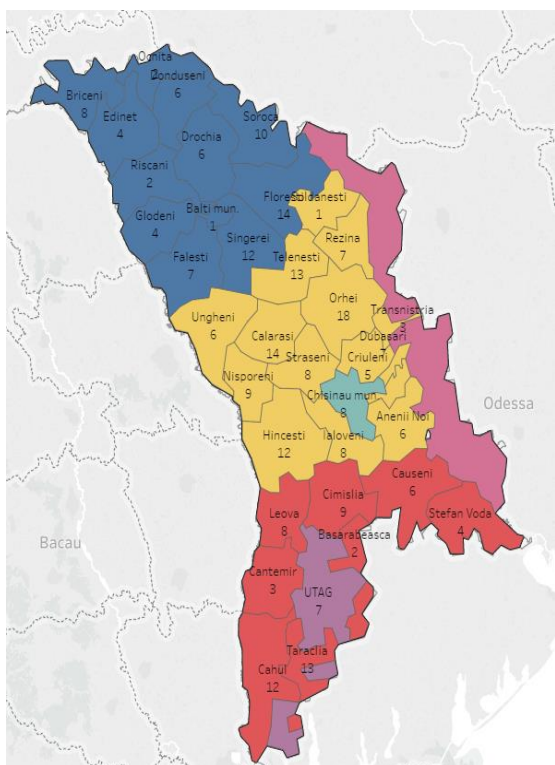 Ocnita
Donduseni
6
Briceni
8
Edinet
4
Soroca
10
Drochia
6
Riscani
2
Floresti
14
Soldanesti
1
Glodeni
4
Balti mun.
1
Singerei
12
Rezina
7
Falesti
7
Telenesti
13
Orhei
18
Transnistria
3
Ungheni
6
Calarasi
14
Dubasari
Straseni
8
Criuleni
5
Nisporeni
9
Chisinau mun.
8
Anenii Noi
6
Odessa
Hincesti
12
Ialoveni
8
Causeni
6
Cimislia
9
Leova
8
Stefan Voda
4
Basarabeasca
2
Bacau
Cantemir
3
UTAG
7
Taraclia
13
Cahul
12